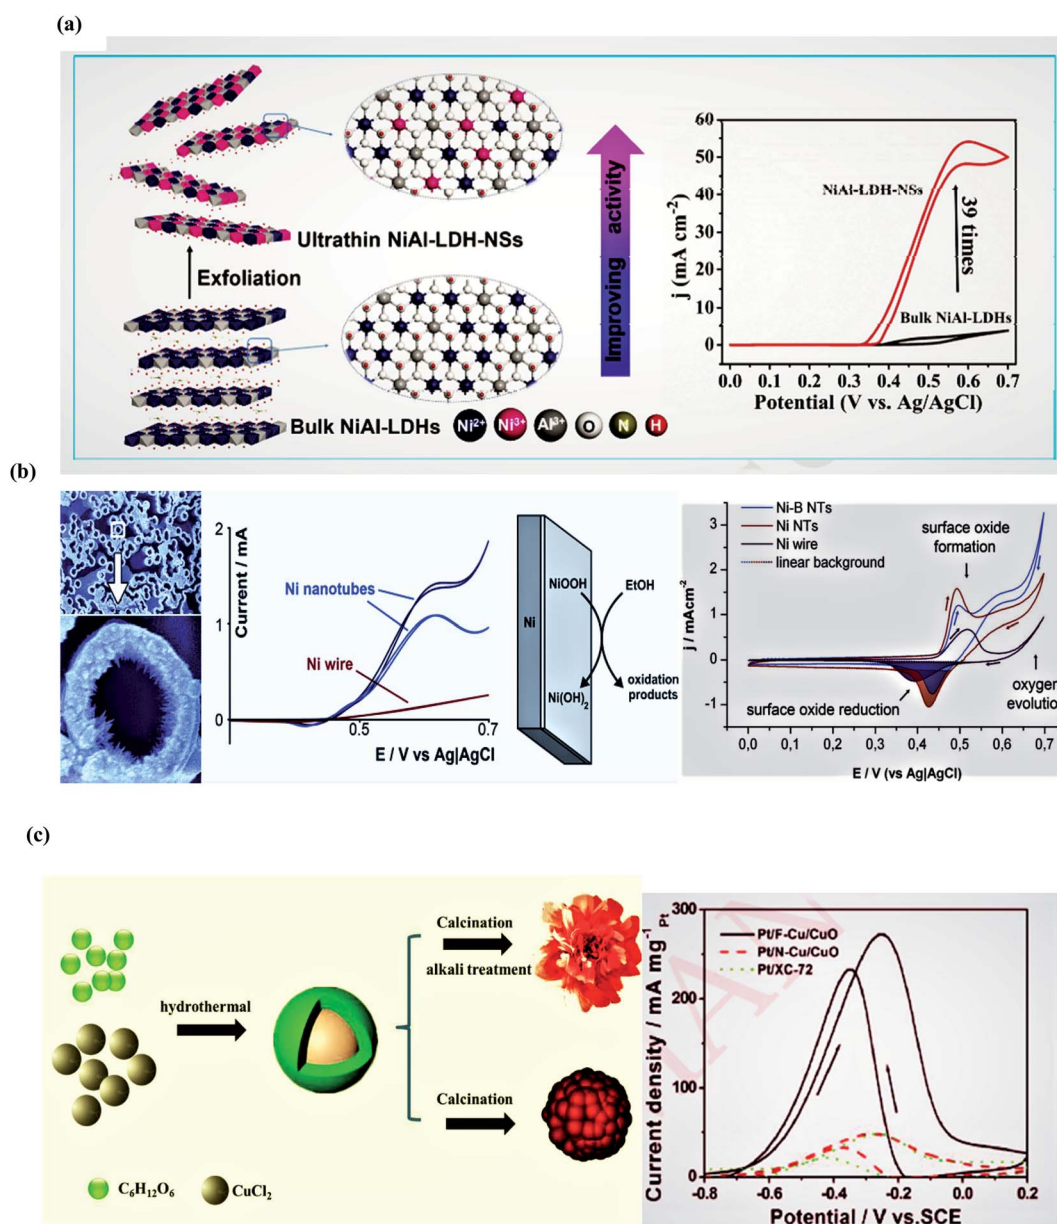 (a)
Ultrathin NiAl-LDH-NSs
Exfoliation
Bulk NiAl-LDHs
Ni2+ Ni3+ Al3+ O N H
Improving activity
60
50
40
30
20
10
0
j (mA cm-2)
NiAl-LDH-NSs
39 times
Bulk NiAl-LDHs
0.0 0.1 0.2 0.3 0.4 0.5 0.6 0.7
Potential (V vs. Ag/AgCl)
(b)
2
1
0
Current / mA
Ni nanotubes
Ni wire
0.5 0.7
E / V vs Ag|AgCl
Ni
NiOOH
EtOH
Ni(OH)2
oxidation
products
Ni-B NTs
Ni NTs
Ni wire
linear background
surface oxide
formation
3
2
1
0
-1
j / mAcm-2
surface oxide reduction
oxygen
evolution
0,0 0,1 0,2 0,3 0,4 0,5 0,6 0,7
E / V (vs Ag|AgCl)
(c)
hydrothermal
Calcination
alkali treatment
Calcination
C6H12O6
CuCl2
300
200
100
0
Current density / mA mg-1Pt
Pt/F-Cu/CuO
Pt/N-Cu/CuO
Pt/XC-72
-0.8 -0.6 -0.4 -0.2 0.0 0.2
Potential / V vs.SCE